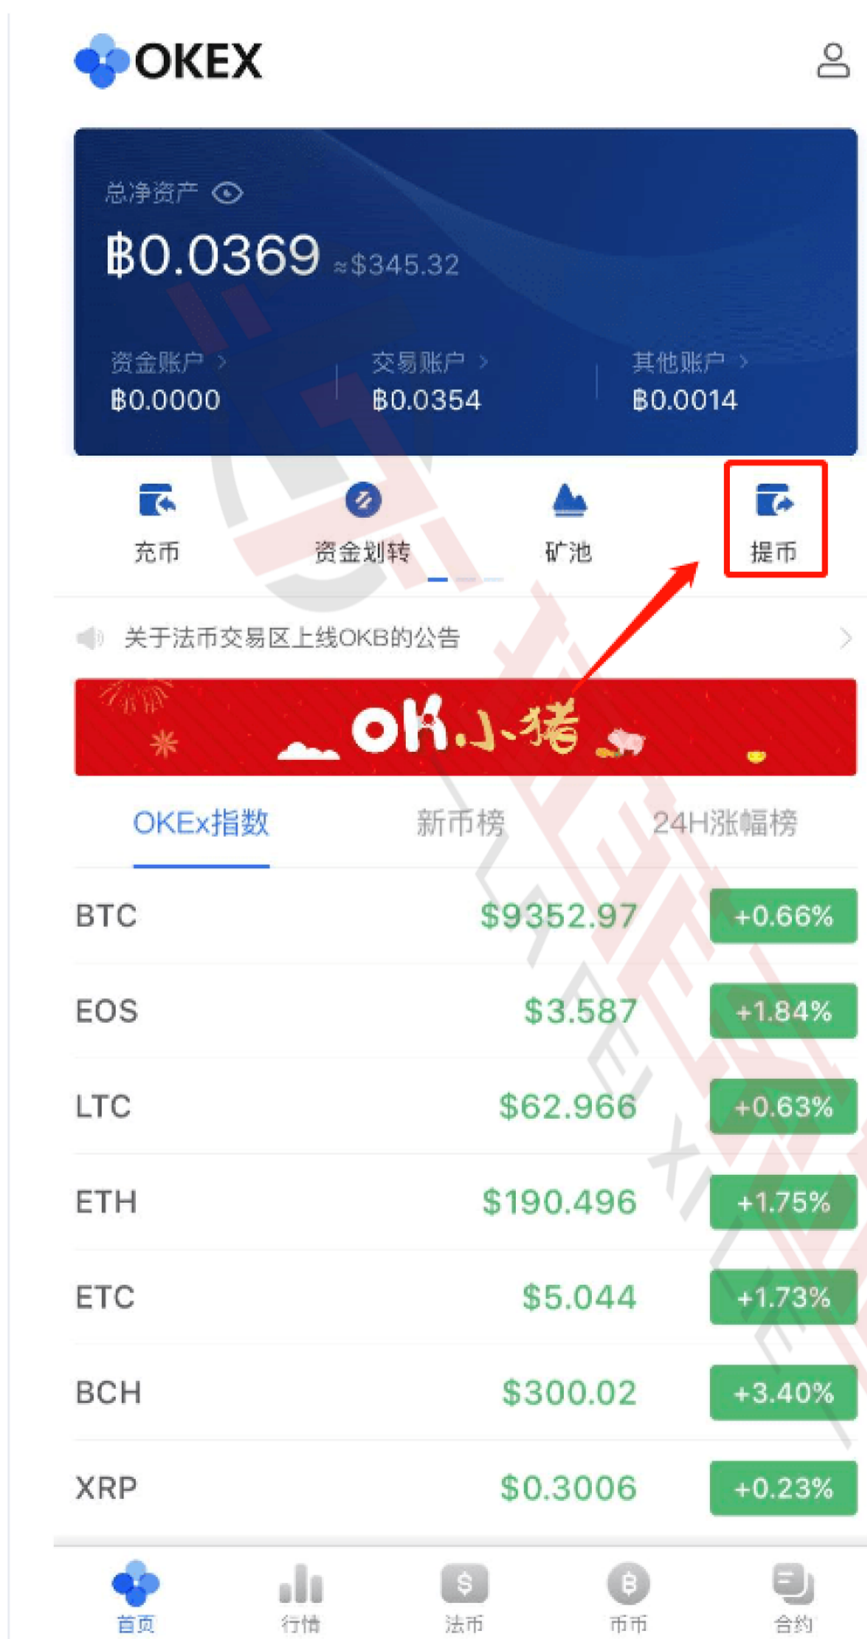 OKEX
总净资产
฿0.0369 ≈$345.32
资金账户 > 交易账户 > 其他账户 >
฿0.0000 ฿0.0354 ฿0.0014
充币 资金划转 矿池 提币
关于法币交易区上线OKB的公告
OK.小猪
OKEx指数 新币榜 24H涨幅榜
BTC $9352.97 +0.66%
EOS $3.587 +1.84%
LTC $62.966 +0.63%
ETH $190.496 +1.75%
ETC $5.044 +1.73%
BCH $300.02 +3.40%
XRP $0.3006 +0.23%
首页 行情 法币 币币 合约